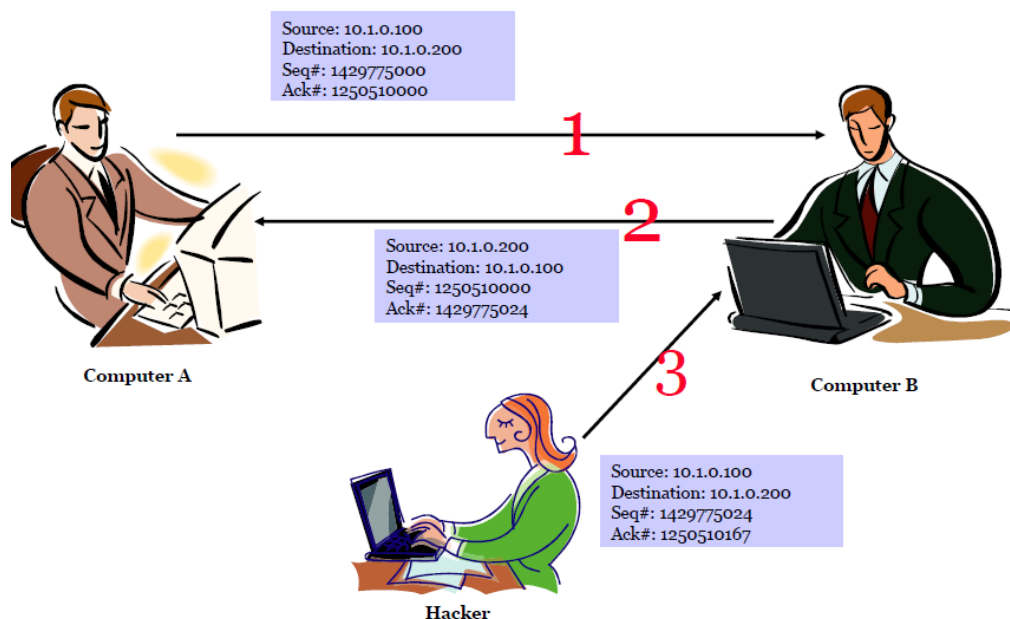 Source: 10.1.0.100
Destination: 10.1.0.200
Seq#: 1429775000
Ack#: 1250510000
1
2
Source: 10.1.0.200
Destination: 10.1.0.100
Seq#: 1250510000
Ack#: 1429775024
3
Computer A
Computer B
Source: 10.1.0.100
Destination: 10.1.0.200
Seq#: 1429775024
Ack#: 1250510167
Hacker